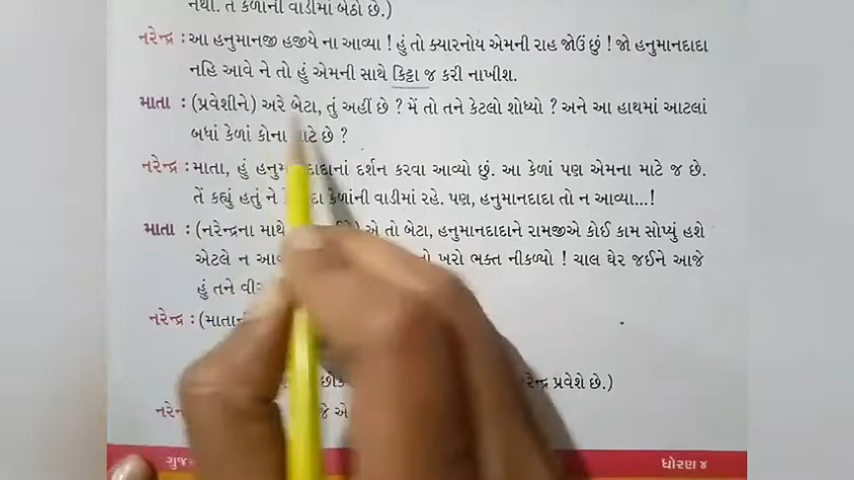 નથી. તે કેળાંની વાડીમાં બેઠો છે.)
નરેન્દ્ર : આ હનુમાનજી હજીયે ના આવ્યા ! હું તો ક્યારનોય એમની રાહ જોઉં છું ! જો હનુમાનદાદા
નહિ આવે ને તો હું એમની સાથે કિટ્ટા જ કરી નાખીશ.
માતા : (પ્રવેશીને) અરે બેટા, તું અહીં છે ? મેં તો તને કેટલો શોધ્યો ? અને આ હાથમાં આટલાં
બધાં કેળાં કોના માટે છે ?
નરેન્દ્ર : માતા, હું હનુમાનદાદાનાં દર્શન કરવા આવ્યો છું. આ કેળાં પણ એમના માટે જ છે.
તેં કહ્યું હતું ને કેળાંની વાડીમાં રહે. પણ, હનુમાનદાદા તો ન આવ્યા...!
માતા : (નરેન્દ્રના માથે એ તો બેટા, હનુમાનદાદાને રામજીએ કોઈ કામ સોપ્યું હશે
એટલે ન ખરો ભક્ત નીકળ્યો ! ચાલ ઘેર જઈને આજે
હું તને
નરેન્દ્ર :
પ્રવેશે છે.)
ધોરણ ૪